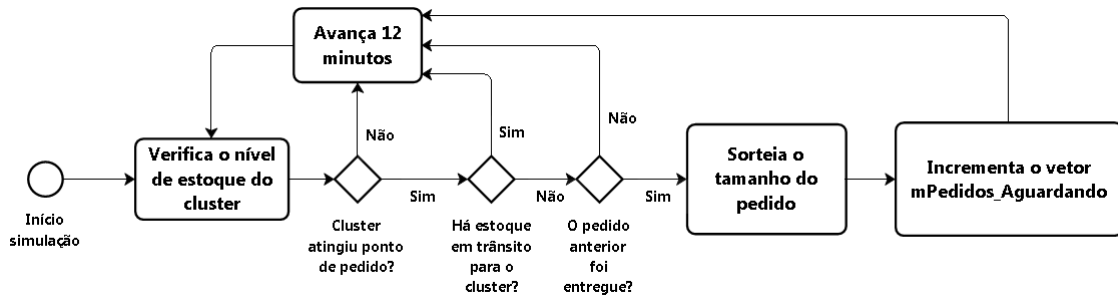 Avança 12
minutos
Não
Sim
Não
Verifica o nível
de estoque do
cluster
Sim
Não
Sim
Sorteia o
tamanho do
pedido
Incrementa o vetor
mPedidos_Aguardando
Início
simulação
Cluster
atingiu ponto
de pedido?
Há estoque
em trânsito
para o
cluster?
O pedido
anterior
foi
entregue?